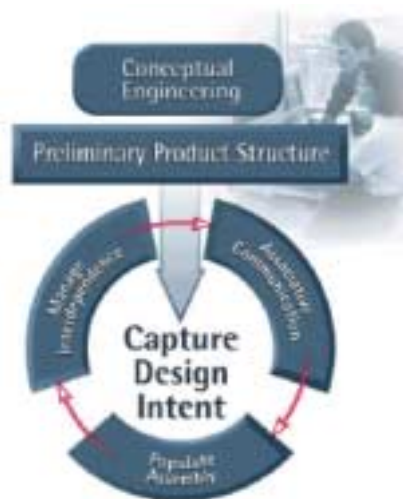 Conceptual
Engineering
Preliminary Product Structure
Manage
Interdependence
Associative
Communication
Capture
Design
Intent
Populate
Assembly